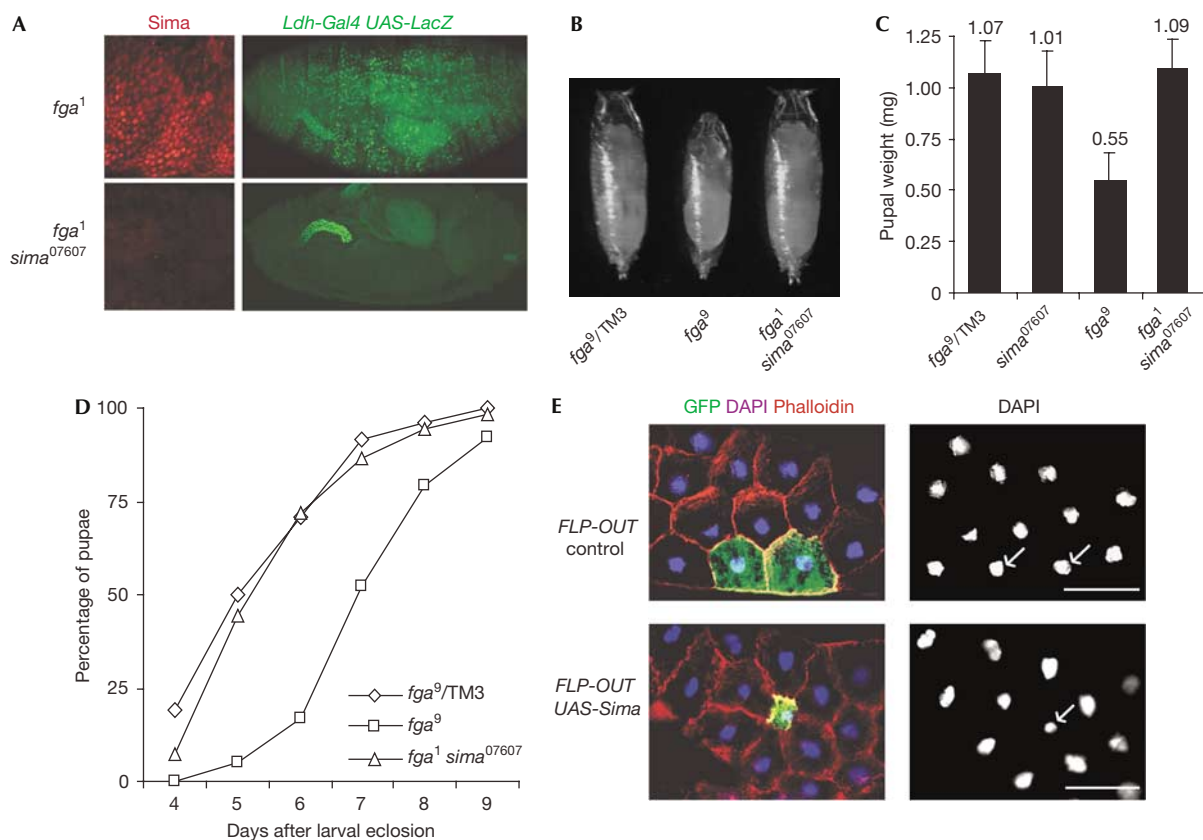 A
Sima
Ldh-Gal4 UAS-LacZ
fga¹
fga¹
sima⁰⁷⁶⁰⁷
B
fga⁹/TM3
fga⁹
fga¹
sima⁰⁷⁶⁰⁷
C
Pupal weight (mg)
1.25
1.00
0.75
0.50
1.25
0
1.07
1.01
0.55
1.09
fga⁹/TM3
sima⁰⁷⁶⁰⁷
fga⁹
fga¹
sima⁰⁷⁶⁰⁷
D
Percentage of pupae
100
75
50
25
0
4 5 6 7 8 9
Days after larval eclosion
fga⁹/TM3
fga⁹
fga¹ sima⁰⁷⁶⁰⁷
E
GFP DAPI Phalloidin
DAPI
FLP-OUT
control
FLP-OUT
UAS-Sima